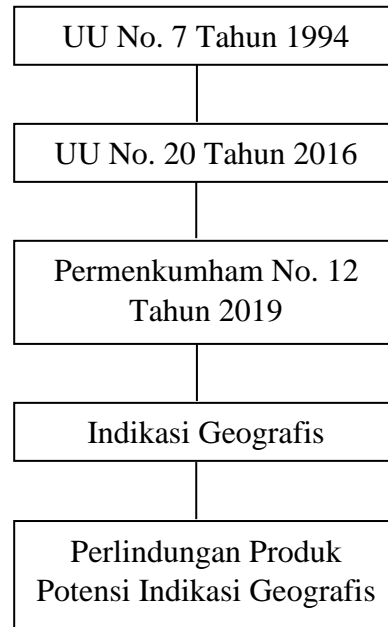 UU No. 7 Tahun 1994
UU No. 20 Tahun 2016
Permenkumham No. 12
Tahun 2019
Indikasi Geografis
Perlindungan Produk
Potensi Indikasi Geografis